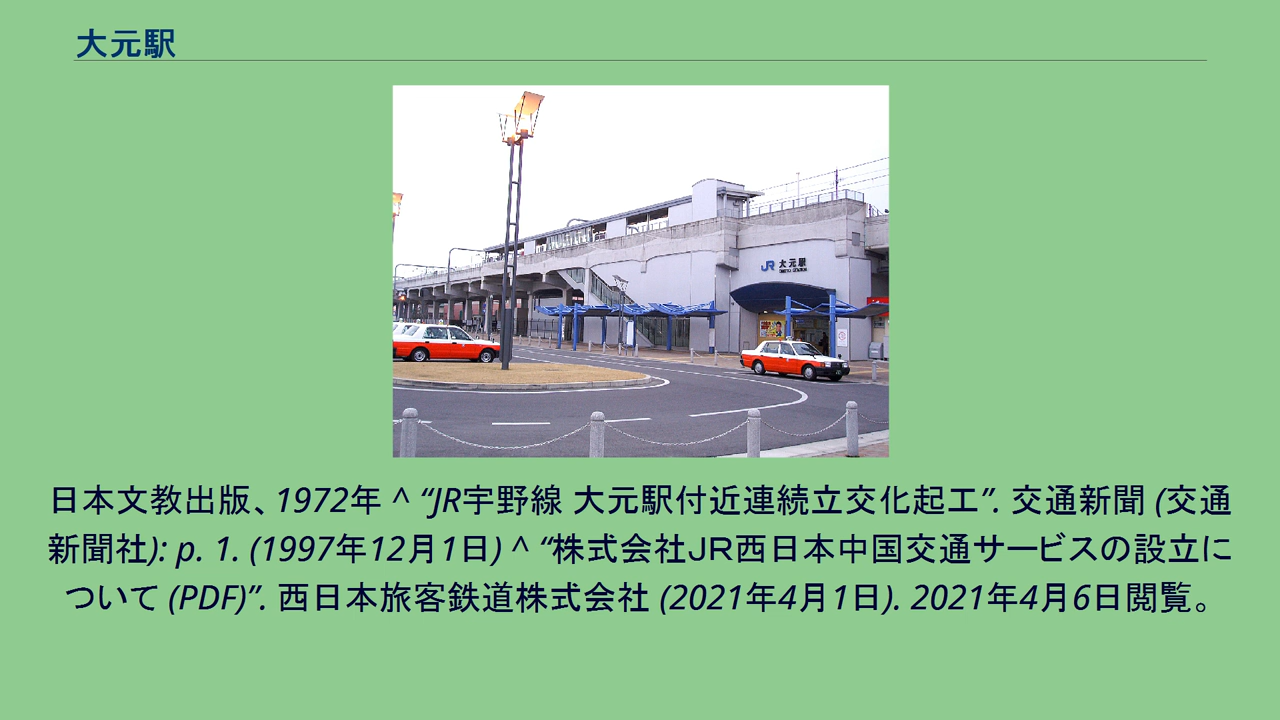 大元駅
JR 大元駅
日本文教出版、1972年 ^ “JR宇野線 大元駅付近連続立交化起工”. 交通新聞 (交通
新聞社): p. 1. (1997年12月1日) ^ “株式会社ＪＲ西日本中国交通サービスの設立に
ついて (PDF)”. 西日本旅客鉄道株式会社 (2021年4月1日). 2021年4月6日閲覧。